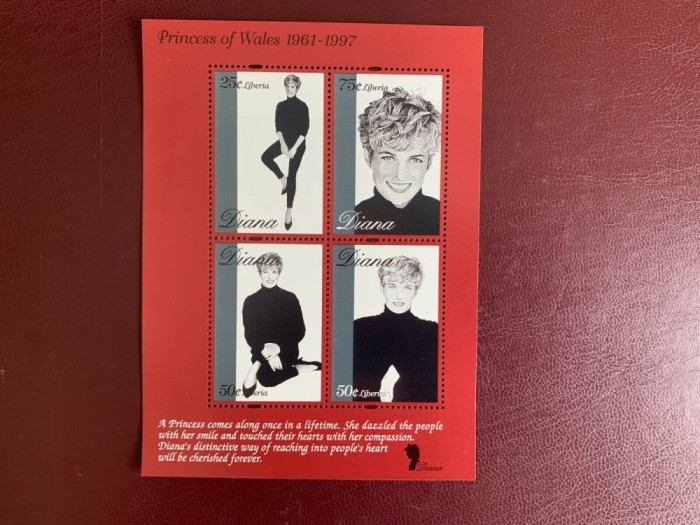 Princess of Wales 1961-1997
25¢ Liberia
Diana
75¢ Liberia
Diana
Diana
50¢ Liberia
Diana
50¢ Liberia
A Princess comes along once in a lifetime. She dazzled the people
with her smile and touched their hearts with her compassion.
Diana's distinctive way of reaching into people's heart
will be cherished forever.
Diana